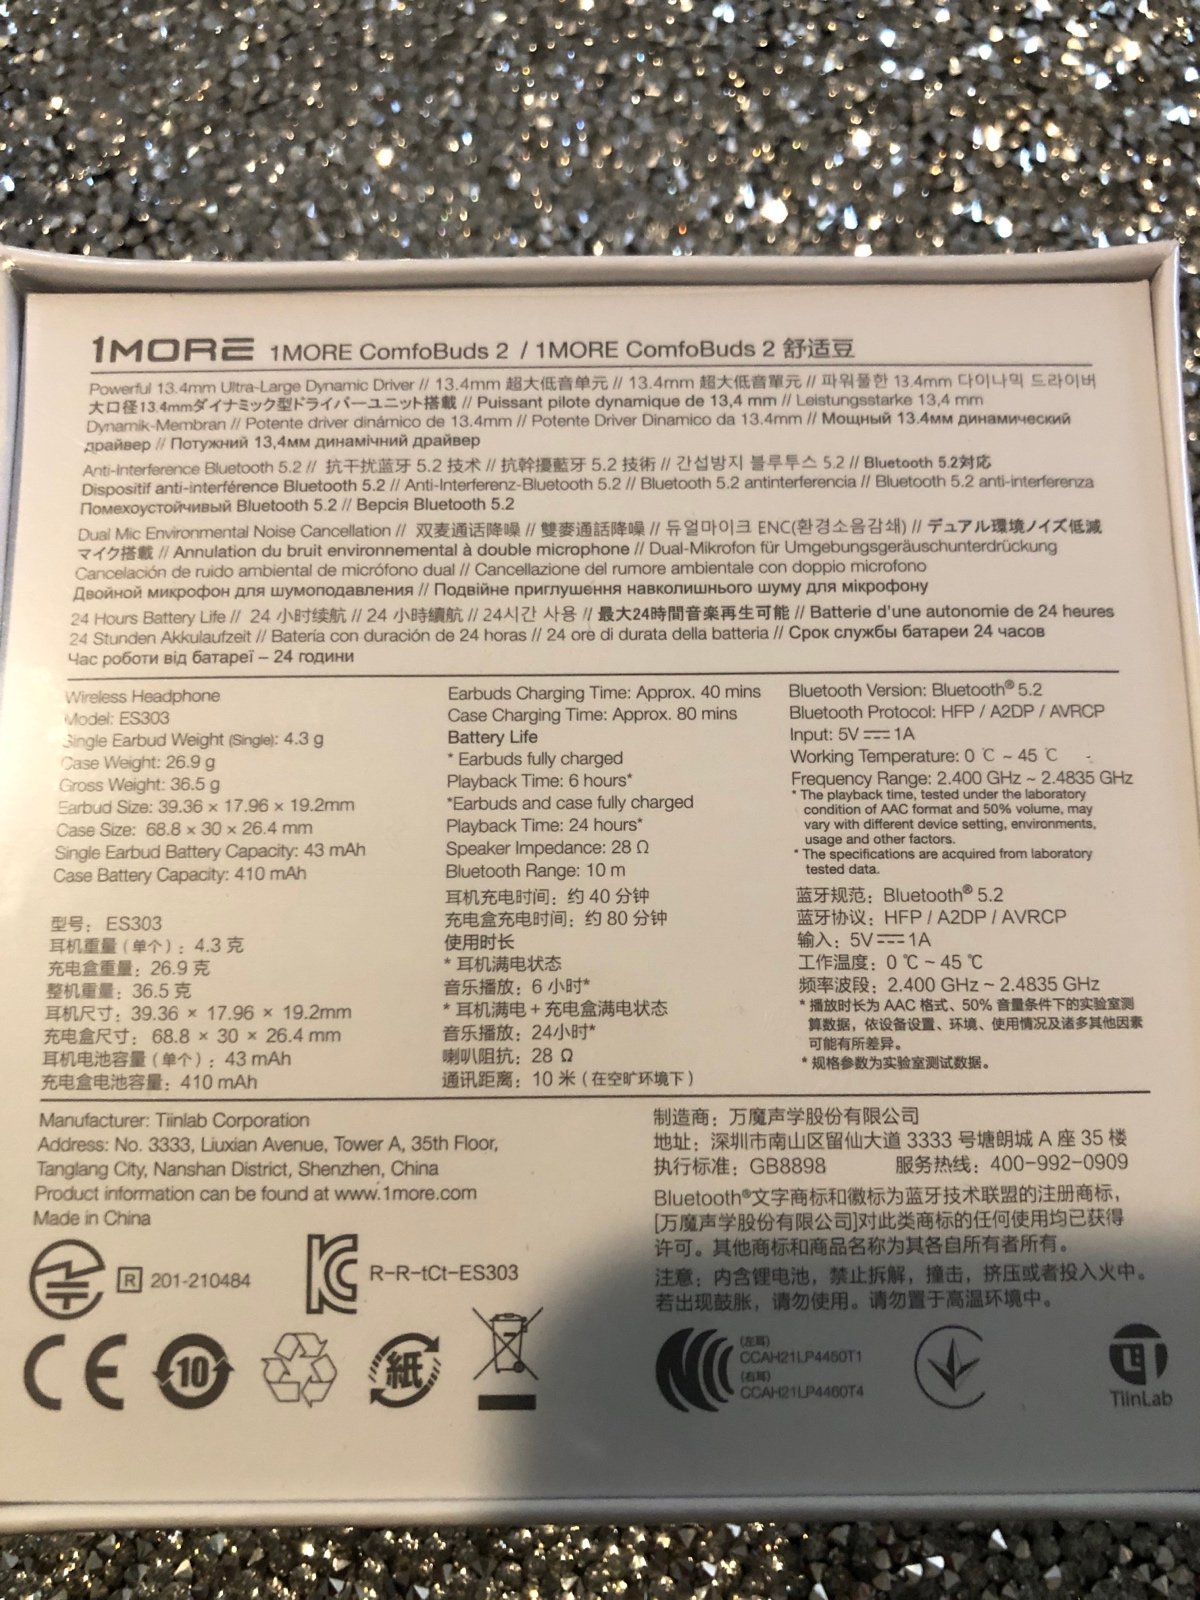 1MORE 1MORE ComfoBuds 2 / 1MORE ComfoBuds 2 舒适豆
Powerful 13.4mm Ultra-Large Dynamic Driver // 13.4mm 超大低音单元 // 13.4mm 超大低音單元 // 파워풀한 13.4mm 다이나믹 드라이버
大口径13.4mmダイナミック型ドライバーユニット搭載 // Puissant pilote dynamique de 13,4 mm // Leistungsstarke 13,4 mm
Dynamik-Membran // Potente driver dinámico de 13.4mm // Potente Driver Dinamico da 13.4mm // Мощный 13.4мм динамический
драйвер // Потужний 13,4мм динамічний драйвер
Anti-Interference Bluetooth 5.2 // 抗干扰蓝牙 5.2 技术 // 抗幹擾藍牙 5.2 技術 // 간섭방지 블루투스 5.2 // Bluetooth 5.2対応
Dispositif anti-interférence Bluetooth 5.2 // Anti-Interferenz-Bluetooth 5.2 // Bluetooth 5.2 antinterferencia // Bluetooth 5.2 anti-interferenza
Помехоустойчивый Bluetooth 5.2 // Версія Bluetooth 5.2
Dual Mic Environmental Noise Cancellation // 双麦通话降噪 // 雙麥通話降噪 // 듀얼마이크 ENC(환경소음감쇄) // デュアル環境ノイズ低減
マイク搭載 // Annulation du bruit environnemental à double microphone // Dual-Mikrofon für Umgebungsgeräuschunterdrückung
Cancelación de ruido ambiental de micrófono dual // Cancellazione del rumore ambientale con doppio microfono
Двойной микрофон для шумоподавления // Подвійне приглушення навколишнього шуму для мікрофону
24 Hours Battery Life // 24 小时续航 // 24 小時續航 // 24시간 사용 // 最大24時間音楽再生可能 // Batterie d'une autonomie de 24 heures
24 Stunden Akkulaufzeit // Batería con duración de 24 horas // 24 ore di durata della batteria // Срок службы батареи 24 часов
Час роботи від батареї – 24 години
Wireless Headphone
Model: ES303
Single Earbud Weight (Single): 4.3 g
Case Weight: 26.9 g
Gross Weight: 36.5 g
Earbud Size: 39.36 × 17.96 × 19.2mm
Case Size: 68.8 × 30 × 26.4 mm
Single Earbud Battery Capacity: 43 mAh
Case Battery Capacity: 410 mAh
型号：ES303
耳机重量（单个）：4.3 克
充电盒重量：26.9 克
整机重量：36.5 克
耳机尺寸：39.36 × 17.96 × 19.2mm
充电盒尺寸：68.8 × 30 × 26.4 mm
耳机电池容量（单个）：43 mAh
充电盒电池容量：410 mAh
Earbuds Charging Time: Approx. 40 mins
Case Charging Time: Approx. 80 mins
Battery Life
* Earbuds fully charged
Playback Time: 6 hours*
*Earbuds and case fully charged
Playback Time: 24 hours*
Speaker Impedance: 28 Ω
Bluetooth Range: 10 m
耳机充电时间：约 40 分钟
充电盒充电时间：约 80 分钟
使用时长
* 耳机满电状态
音乐播放：6 小时*
* 耳机满电 + 充电盒满电状态
音乐播放：24小时*
喇叭阻抗：28 Ω
通讯距离：10 米（在空旷环境下）
Bluetooth Version: Bluetooth® 5.2
Bluetooth Protocol: HFP / A2DP / AVRCP
Input: 5V⎓1A
Working Temperature: 0 ℃ ~ 45 ℃
Frequency Range: 2.400 GHz ~ 2.4835 GHz
* The playback time, tested under the laboratory
condition of AAC format and 50% volume, may
vary with different device setting, environments,
usage and other factors.
* The specifications are acquired from laboratory
tested data.
蓝牙规范：Bluetooth® 5.2
蓝牙协议：HFP / A2DP / AVRCP
输入：5V⎓1A
工作温度：0 ℃ ~ 45 ℃
频率波段：2.400 GHz ~ 2.4835 GHz
* 播放时长为 AAC 格式、50% 音量条件下的实验室测
算数据，依设备设置、环境、使用情况及诸多其他因素
可能有所差异。
* 规格参数为实验室测试数据。
Manufacturer: Tiinlab Corporation
Address: No. 3333, Liuxian Avenue, Tower A, 35th Floor,
Tanglang City, Nanshan District, Shenzhen, China
Product information can be found at www.1more.com
Made in China
制造商：万魔声学股份有限公司
地址：深圳市南山区留仙大道 3333 号塘朗城 A 座 35 楼
执行标准：GB8898 服务热线：400-992-0909
Bluetooth®文字商标和徽标为蓝牙技术联盟的注册商标，
[万魔声学股份有限公司]对此类商标的任何使用均已获得
许可。其他商标和商品名称为其各自所有者所有。
注意：内含锂电池，禁止拆解，撞击，挤压或者投入火中。
若出现鼓胀，请勿使用。请勿置于高温环境中。
R 201-210484
R-R-tCt-ES303
CE 10 紙
(左耳)
CCAH21LP4450T1
(右耳)
CCAH21LP4460T4
TiinLab